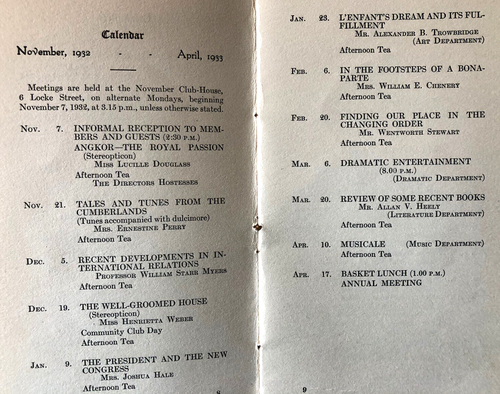 Calendar
November, 1932 - - April, 1933
Meetings are held at the November Club-House,
6 Locke Street, on alternate Mondays, beginning
November 7, 1932, at 3.15 p.m., unless otherwise stated.
Nov. 7. INFORMAL RECEPTION TO MEM-
BERS AND GUESTS (2:30 P.M.)
ANGKOR—THE ROYAL PASSION
(Stereopticon)
Miss Lucille Douglass
Afternoon Tea
The Directors Hostesses
Nov. 21. TALES AND TUNES FROM THE
CUMBERLANDS
(Tunes accompanied with dulcimore)
Mrs. Ernestine Perry
Afternoon Tea
Dec. 5. RECENT DEVELOPMENTS IN IN-
TERNATIONAL RELATIONS
Professor William Starr Myers
Afternoon Tea
Dec. 19. THE WELL-GROOMED HOUSE
(Stereopticon)
Miss Henrietta Weber
Community Club Day
Afternoon Tea
Jan. 9. THE PRESIDENT AND THE NEW
CONGRESS
Mrs. Joshua Hale
Afternoon Tea
8
Jan. 23. L'ENFANT'S DREAM AND ITS FUL-
FILLMENT
Mr. Alexander B. Trowbridge
(Art Department)
Afternoon Tea
Feb. 6. IN THE FOOTSTEPS OF A BONA-
PARTE
Mrs. William E. Chenery
Afternoon Tea
Feb. 20. FINDING OUR PLACE IN THE
CHANGING ORDER
Mr. Wentworth Stewart
Afternoon Tea
Mar. 6. DRAMATIC ENTERTAINMENT
(8.00 P.M.)
(Dramatic Department)
Mar. 20. REVIEW OF SOME RECENT BOOKS
Mr. Allan V. Heely
(Literature Department)
Afternoon Tea
Apr. 10. MUSICALE (Music Department)
Afternoon Tea
Apr. 17. BASKET LUNCH (1.00 P.M.)
ANNUAL MEETING
9